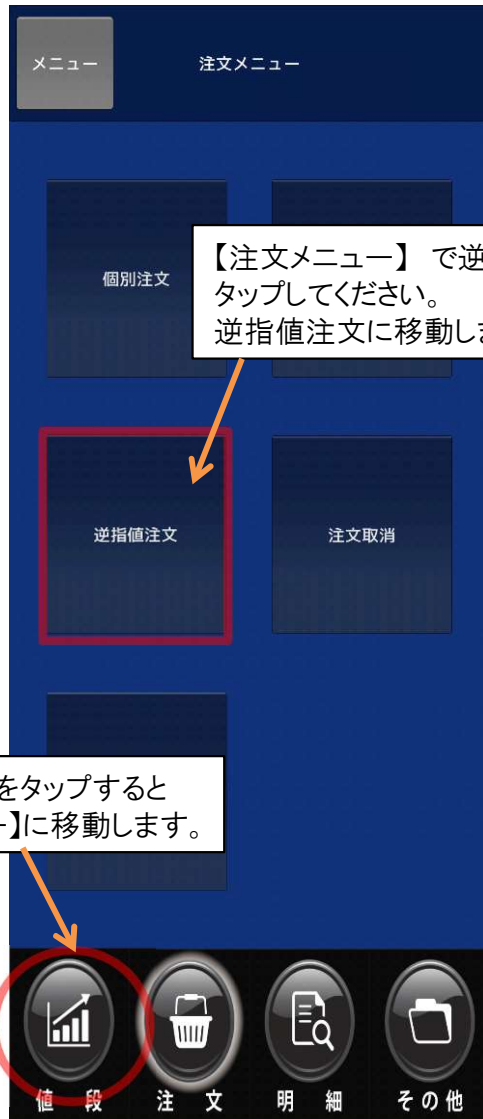 メニュー
注文メニュー
個別注文
【注文メニュー】 で逆
タップしてください。
逆指値注文に移動しま
逆指値注文
注文取消
をタップすると
】に移動します。
値 段
注 文
明 細
その他